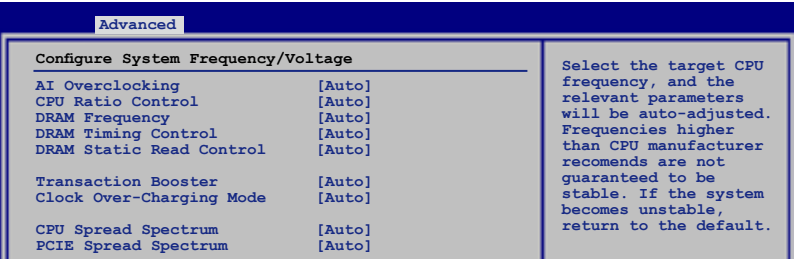 Advanced
Configure System Frequency/Voltage
AI Overclocking [Auto]
CPU Ratio Control [Auto]
DRAM Frequency [Auto]
DRAM Timing Control [Auto]
DRAM Static Read Control [Auto]
Transaction Booster [Auto]
Clock Over-Charging Mode [Auto]
CPU Spread Spectrum [Auto]
PCIE Spread Spectrum [Auto]
Select the target CPU
frequency, and the
relevant parameters
will be auto-adjusted.
Frequencies higher
than CPU manufacturer
recomends are not
guaranteed to be
stable. If the system
becomes unstable,
return to the default.